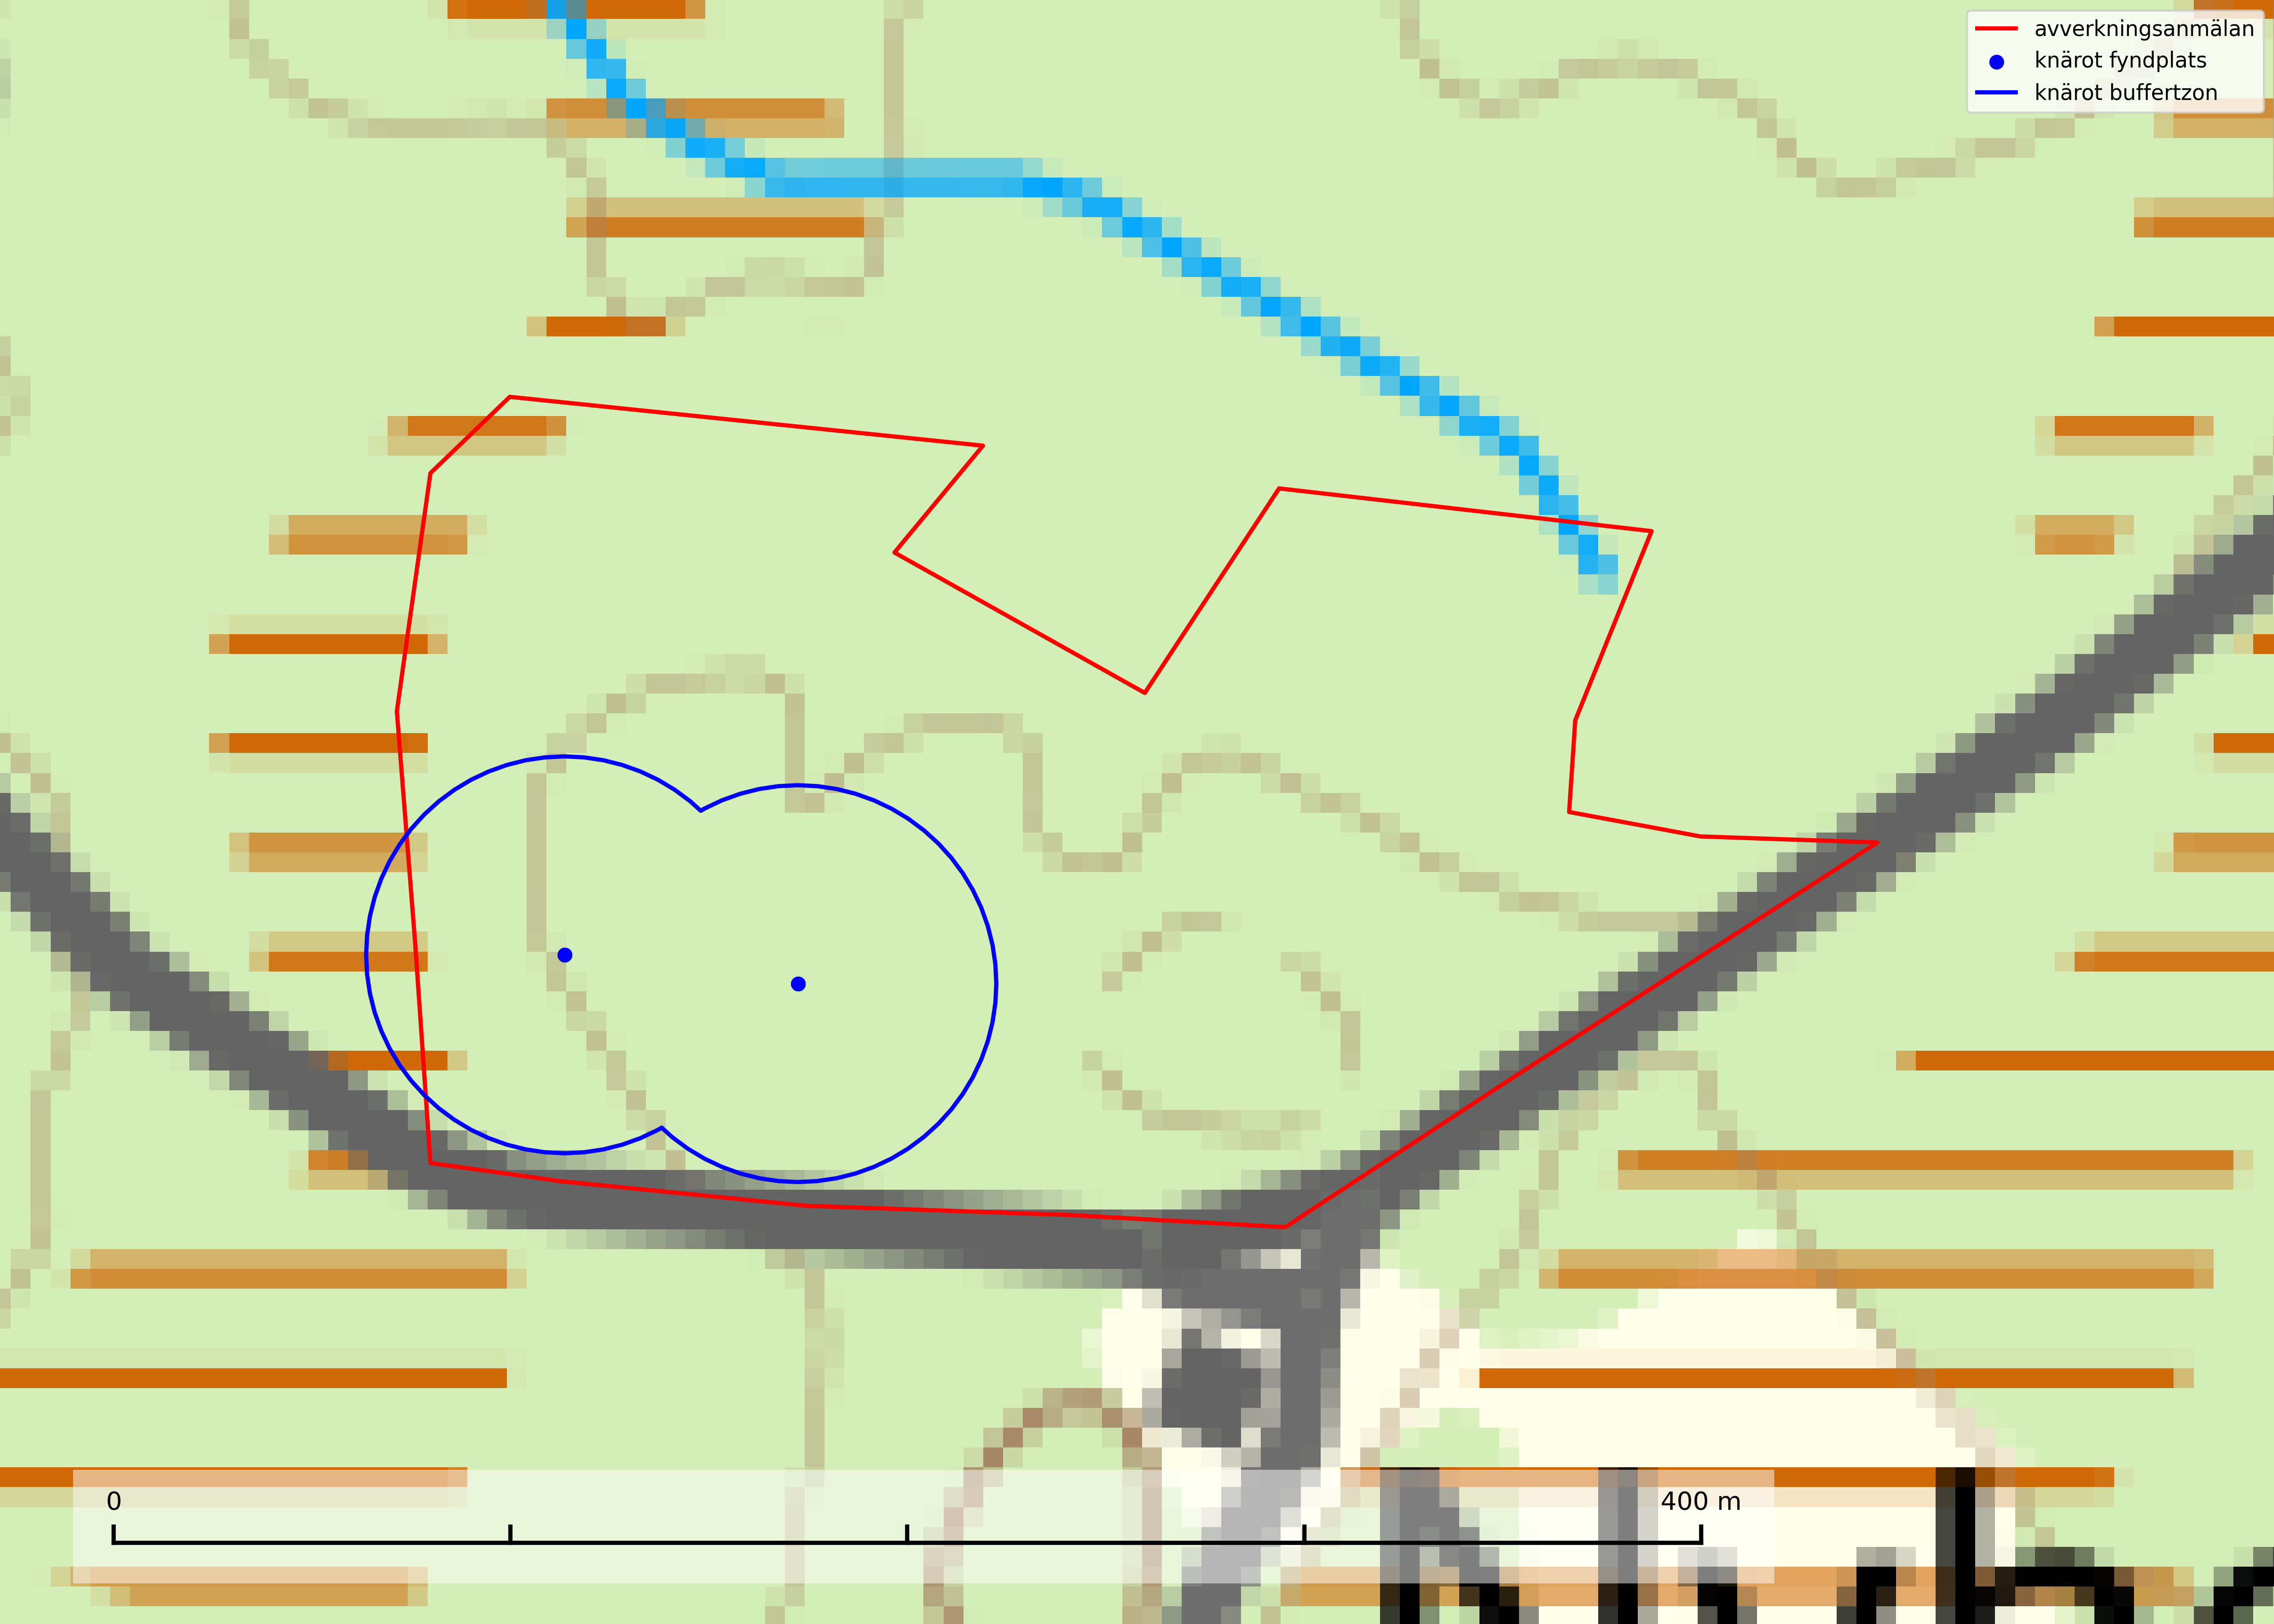 avverkningsanmälan
knärot fyndplats
knärot buffertzon
0
400 m